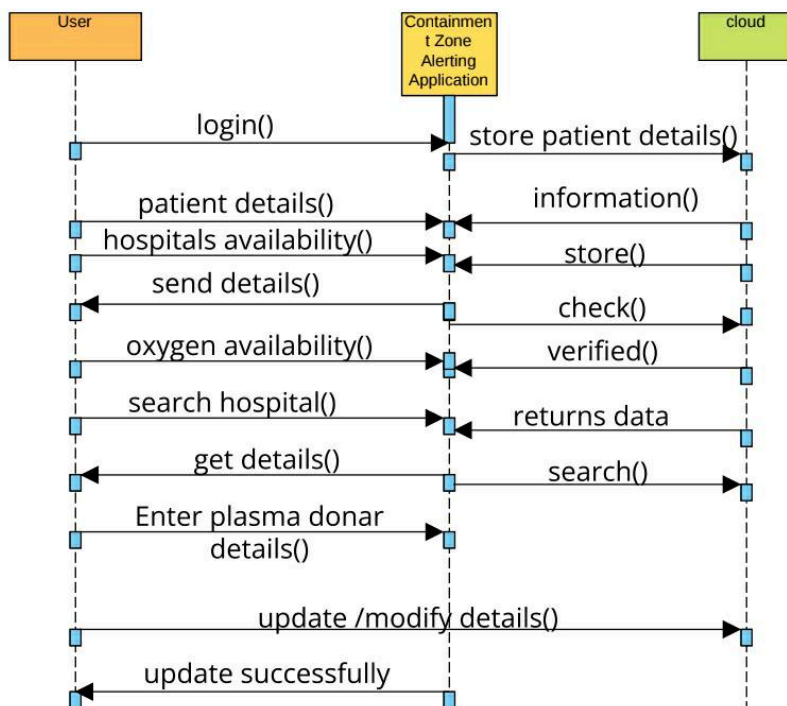 User
Containmen
t Zone
Alerting
Application
cloud
login()
store patient details()
patient details()
information()
hospitals availability()
store()
send details()
check()
oxygen availability()
verified()
search hospital()
returns data
get details()
search()
Enter plasma donar
details()
update /modify details()
update successfully